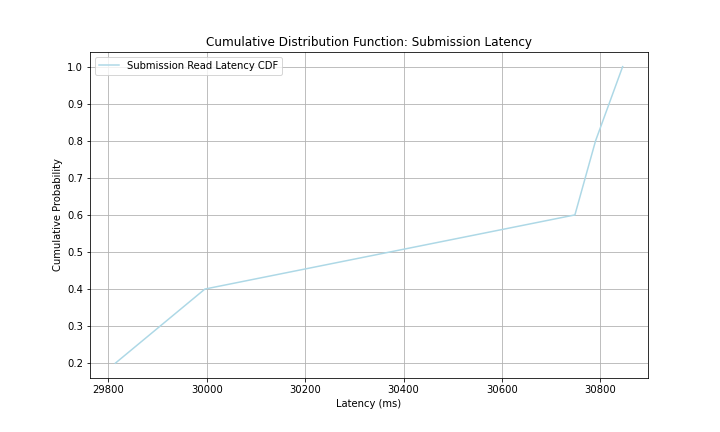 Cumulative Distribution Function: Submission Latency
Submission Read Latency CDF
1.0
0.9
0.8
0.7
0.6
0.5
0.4
0.3
0.2
Cumulative Probability
29800 30000 30200 30400 30600 30800
Latency (ms)